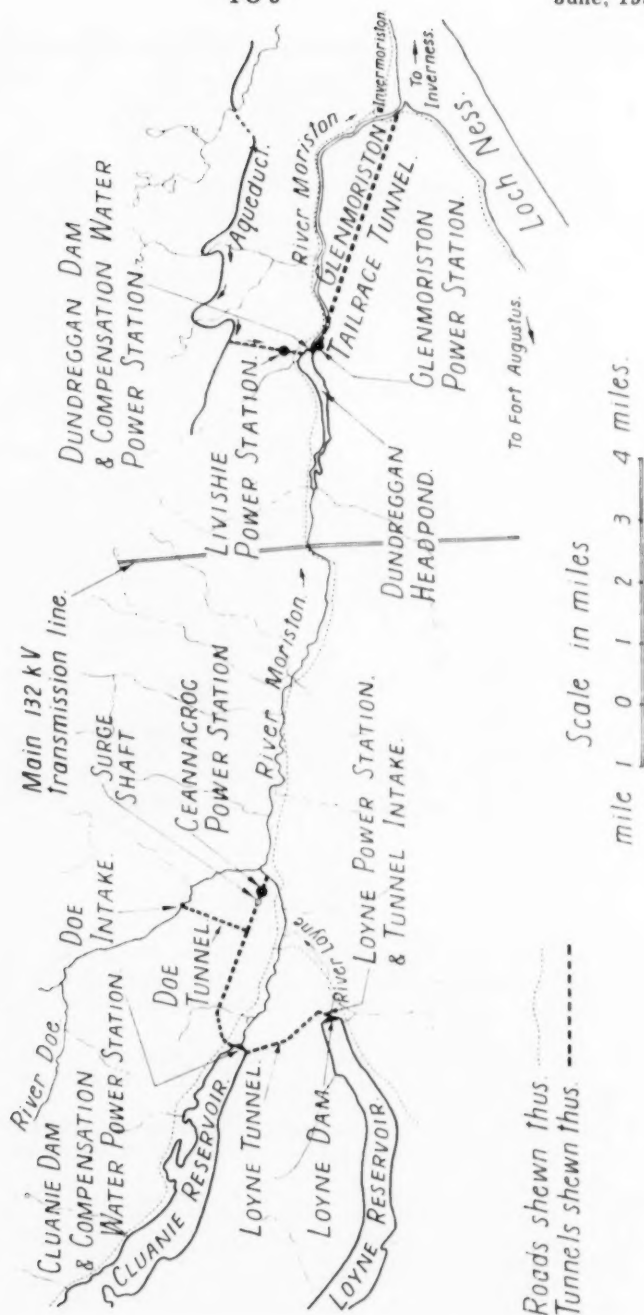 June, 19
Main 132 kV
transmission line.
SURGE
SHAFT
CEANNACROC
POWER STATION
DOE
INTAKE.
DOE
TUNNEL
River Doe
CLUANIE DAM
& COMPENSATION
WATER POWER STATION
CLUANIE RESERVOIR.
LOYNE TUNNEL
LOYNE DAM.
LOYNE RESERVOIR.
River Loyne
LOYNE POWER STATION.
& TUNNEL INTAKE.
River Moriston
DUNDREGGAN DAM
& COMPENSATION WATER
POWER STATION.
LIVISHIE
POWER STATION.
DUNDREGGAN
HEADPOND.
Aqueduct.
River Moriston
Invermoriston
GLENMORISTON
TAILRACE TUNNEL.
GLENMORISTON
POWER STATION.
To
Inverness.
Loch Ness.
To Fort Augustus.
Scale in miles
mile 1 0 1 2 3 4 miles.
Roads shewn thus.
Tunnels shewn thus.